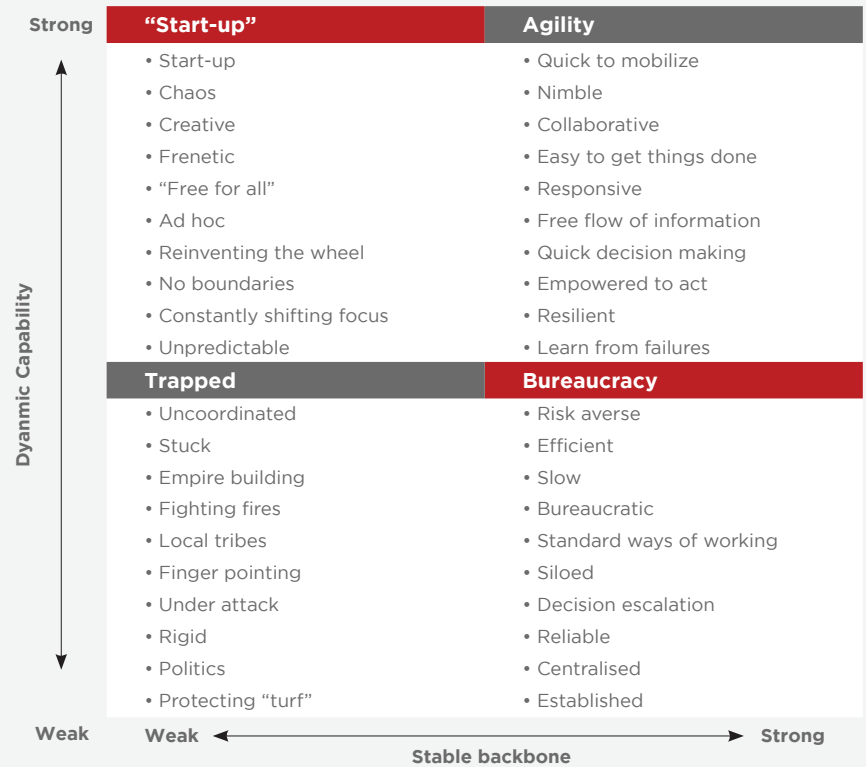 Strong
“Start-up”
• Start-up
• Chaos
• Creative
• Frenetic
• “Free for all”
• Ad hoc
• Reinventing the wheel
• No boundaries
• Constantly shifting focus
• Unpredictable
Agility
• Quick to mobilize
• Nimble
• Collaborative
• Easy to get things done
• Responsive
• Free flow of information
• Quick decision making
• Empowered to act
• Resilient
• Learn from failures
Dyanmic Capability
Trapped
• Uncoordinated
• Stuck
• Empire building
• Fighting fires
• Local tribes
• Finger pointing
• Under attack
• Rigid
• Politics
• Protecting “turf”
Bureaucracy
• Risk averse
• Efficient
• Slow
• Bureaucratic
• Standard ways of working
• Siloed
• Decision escalation
• Reliable
• Centralised
• Established
Weak
Weak
Strong
Stable backbone